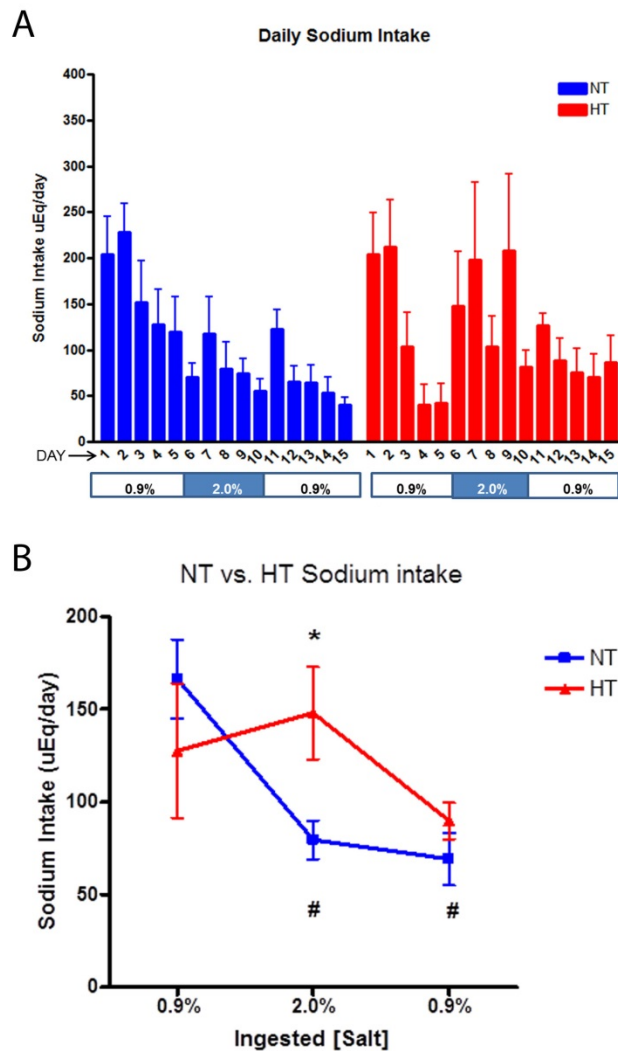 A
Daily Sodium Intake
400
350
300
250
200
150
100
50
0
Sodium Intake uEq/day
NT
HT
DAY→ 1 2 3 4 5 6 7 8 9 10 11 12 13 14 15 1 2 3 4 5 6 7 8 9 10 11 12 13 14 15
0.9% 2.0% 0.9% 0.9% 2.0% 0.9%
B
NT vs. HT Sodium intake
200
150
100
50
0
Sodium Intake (uEq/day)
*
NT
HT
# #
0.9% 2.0% 0.9%
Ingested [Salt]